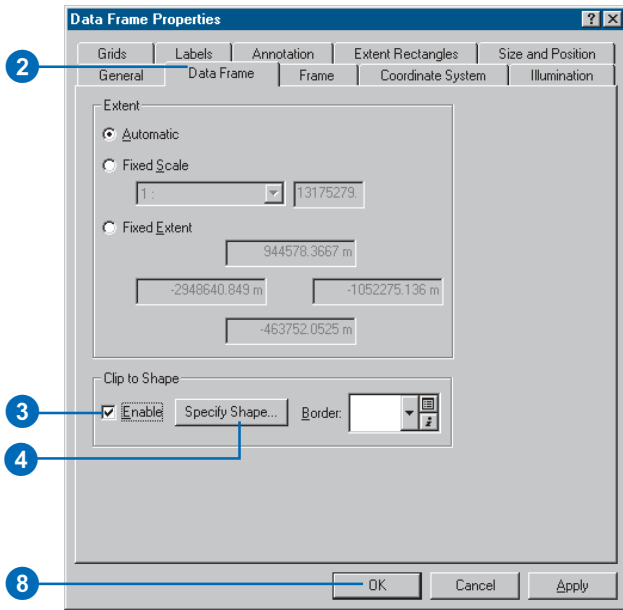 Data Frame Properties
Grids Labels Annotation Extent Rectangles Size and Position
2
General Data Frame Frame Coordinate System Illumination
Extent
Automatic
Fixed Scale
1 : 13175279.
Fixed Extent
944578.3667 m
-2948640.849 m -1052275.136 m
-463752.0525 m
Clip to Shape
3 Enable Specify Shape... Border:
4
8 OK Cancel Apply